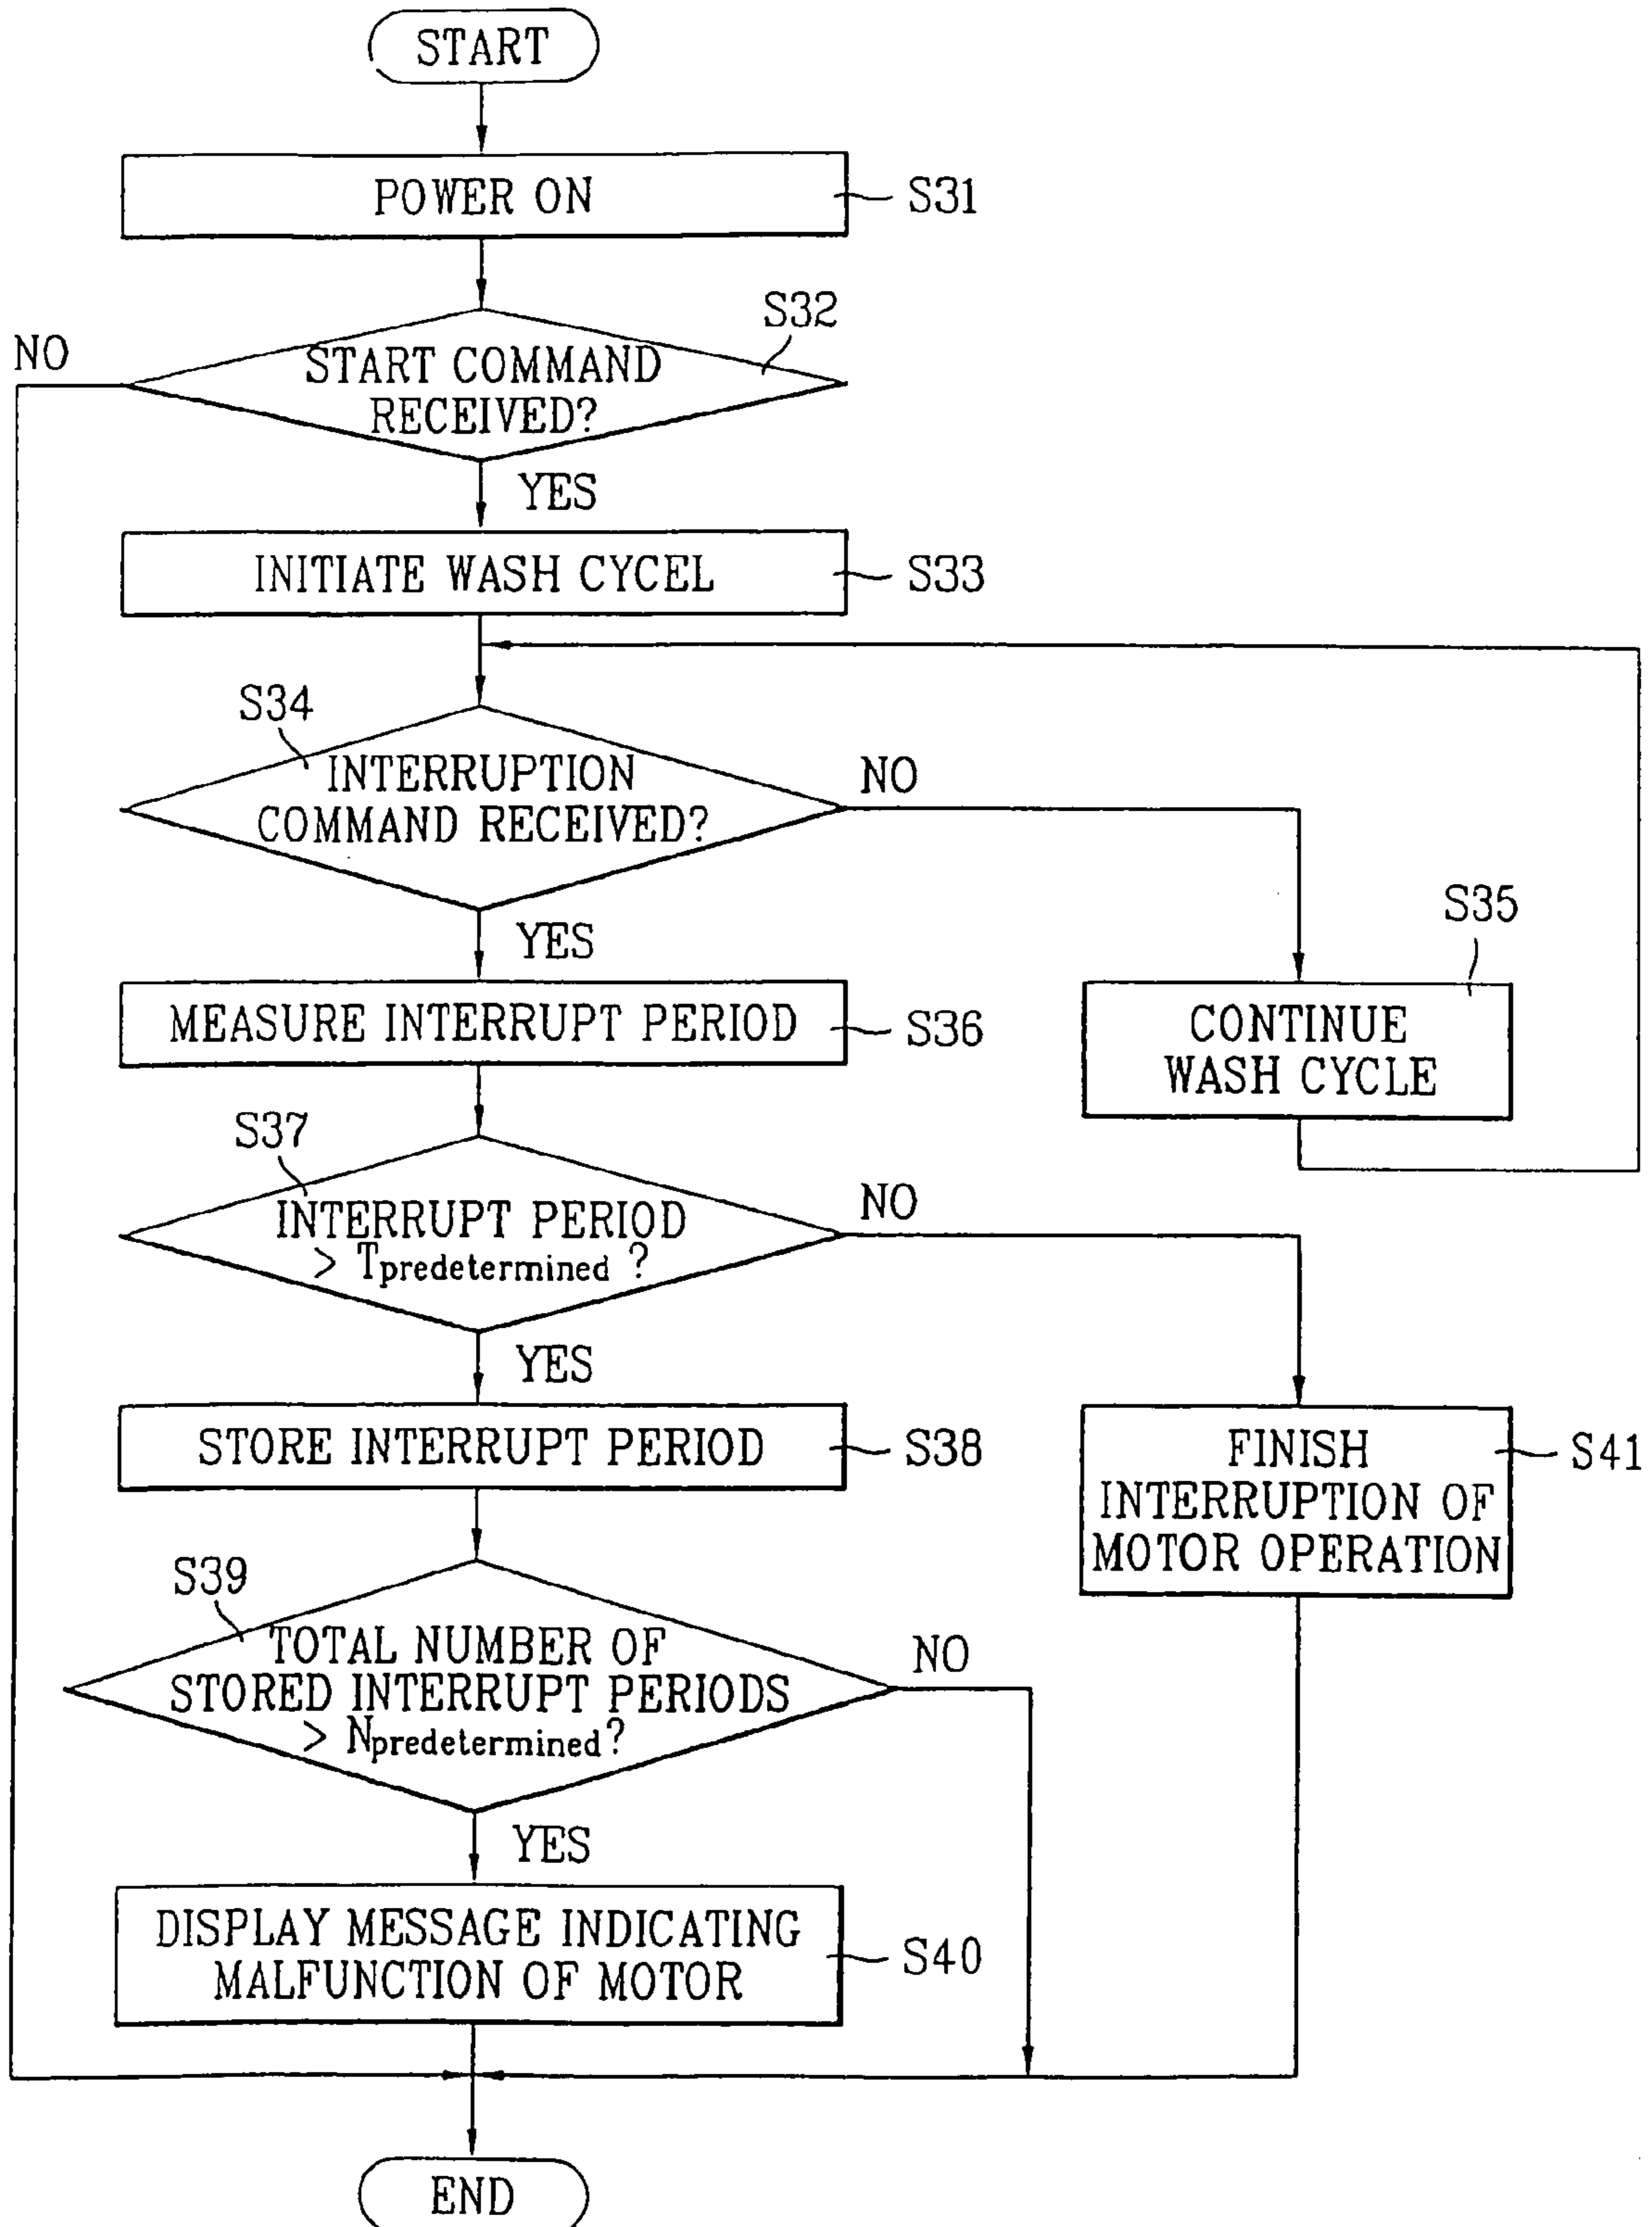 START
POWER ON
S31
S32
NO
START COMMAND
RECEIVED?
YES
INITIATE WASH CYCEL
S33
S34
INTERRUPTION
COMMAND RECEIVED?
NO
YES
S35
CONTINUE
WASH CYCLE
MEASURE INTERRUPT PERIOD
S36
S37
INTERRUPT PERIOD
> Tpredetermined ?
NO
YES
STORE INTERRUPT PERIOD
S38
FINISH
INTERRUPTION OF
MOTOR OPERATION
S41
S39
TOTAL NUMBER OF
STORED INTERRUPT PERIODS
> Npredetermined?
NO
YES
DISPLAY MESSAGE INDICATING
MALFUNCTION OF MOTOR
S40
END